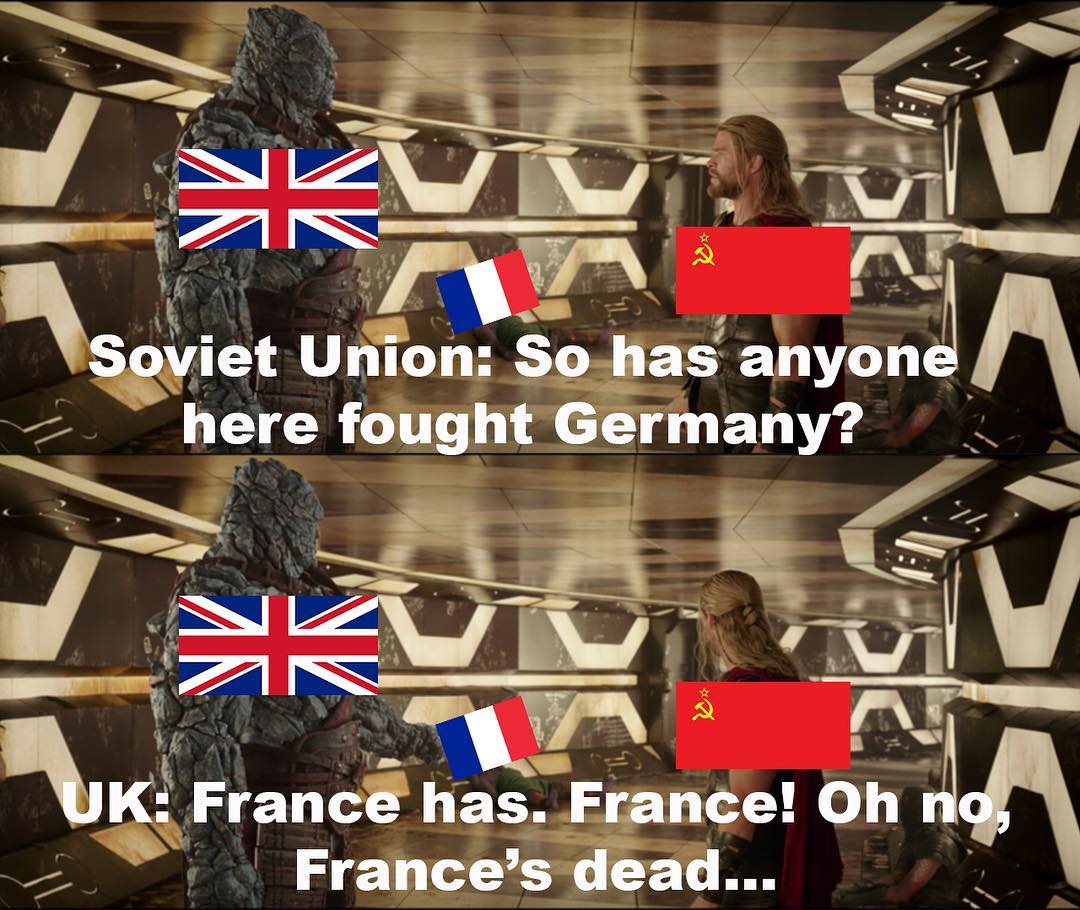 Soviet Union: So has anyone
here fought Germany?
UK: France has. France! Oh no,
France’s dead...